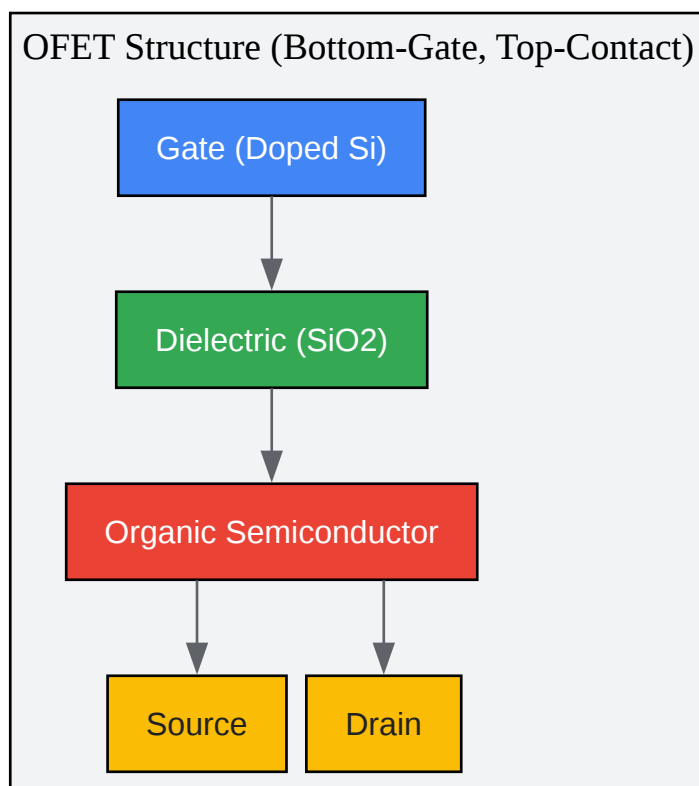 OFET Structure (Bottom-Gate, Top-Contact)
Gate (Doped Si)
Dielectric (SiO2)
Organic Semiconductor
Source
Drain